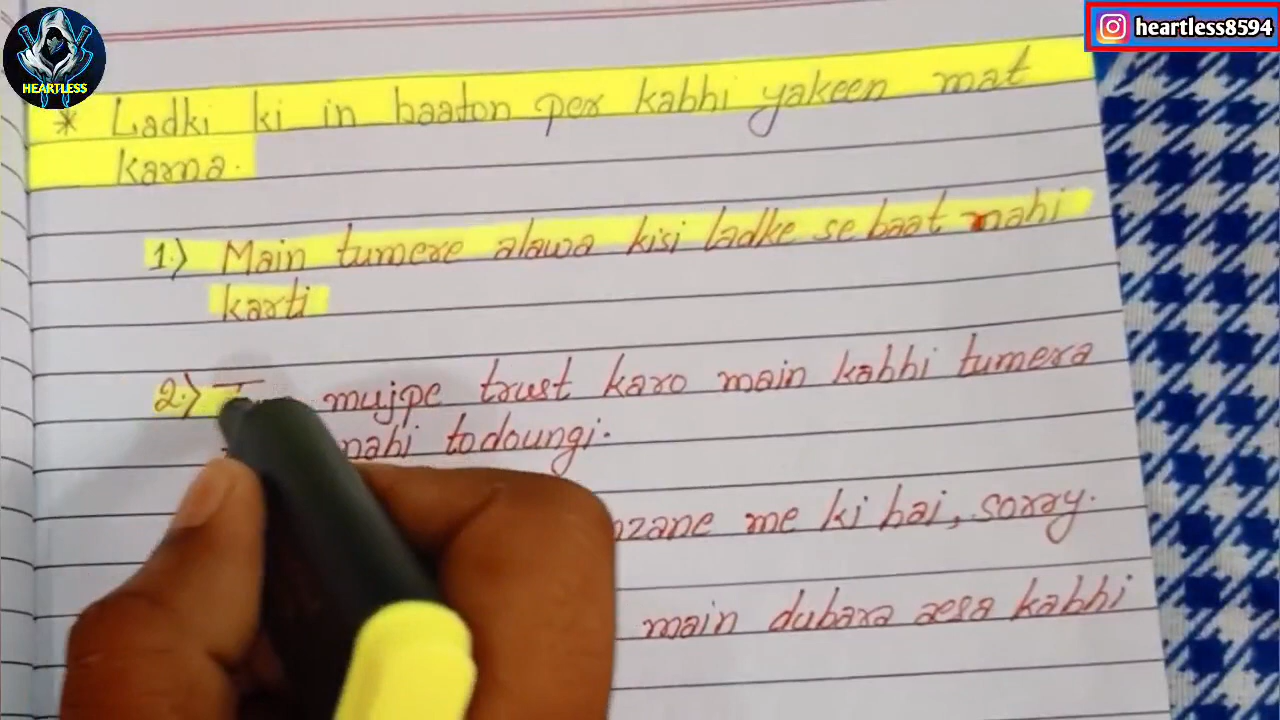 HEARTLESS
heartless8594
* Ladki ki in baaton per kabhi yakeen mat
karna.
1.) Main tumere alawa kisi ladke se baat nahi
karti
2.) mujpe trust karo main kabhi tumera
nahi todoungi.
me ki hai, sorry.
main dubara aesa kabhi